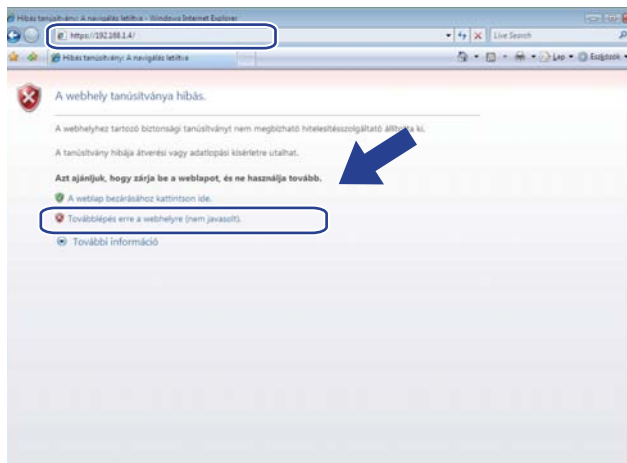 Hibás tanúsítvány: A navigálás letiltva - Windows Internet Explorer
https://192.168.1.4/
Live Search
Hibás tanúsítvány: A navigálás letiltva
Lap
Eszközök
A webhely tanúsítványa hibás.
A webhelyhez tartozó biztonsági tanúsítványt nem megbízható hitelesítésszolgáltató állította ki.
A tanúsítvány hibája átverési vagy adatlopási kísérletre utalhat.
Azt ajánljuk, hogy zárja be a weblapot, és ne használja tovább.
A weblap bezárásához kattintson ide.
Továbblépés erre a webhelyre (nem javasolt).
További információ